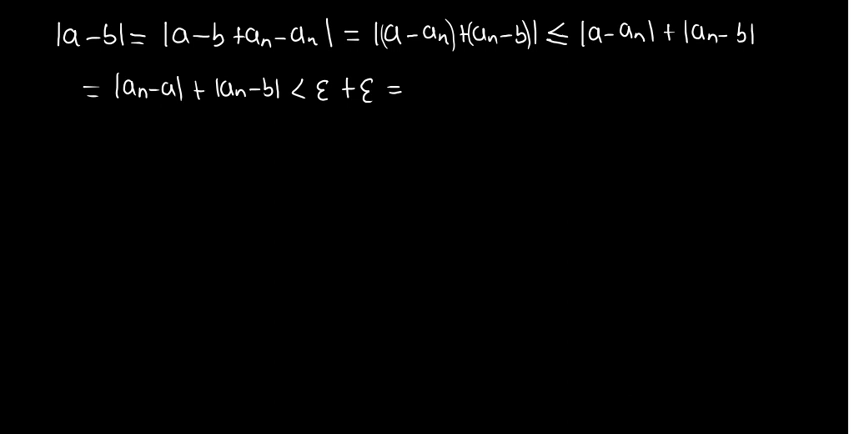 |a-b| = |a-b+aₙ-aₙ| = |(a-aₙ)+(aₙ-b)| ≤ |a-aₙ| + |aₙ-b|
= |aₙ-a| + |aₙ-b| < ε + ε =